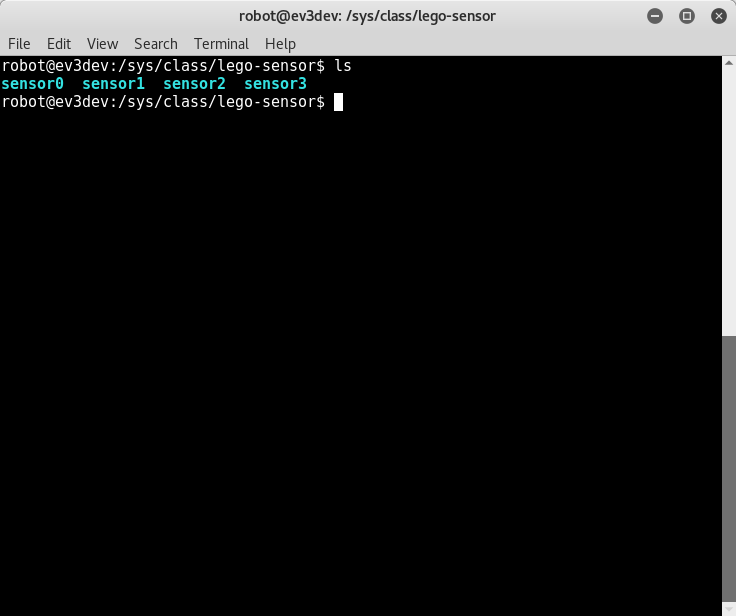 robot@ev3dev: /sys/class/lego-sensor
File Edit View Search Terminal Help
robot@ev3dev:/sys/class/lego-sensor$ ls
sensor0  sensor1  sensor2  sensor3
robot@ev3dev:/sys/class/lego-sensor$